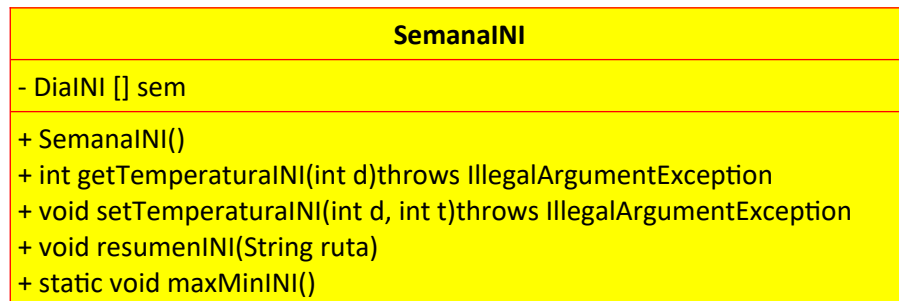 SemanaINI
- DiaINI [] sem
+ SemanaINI()
+ int getTemperaturaINI(int d)throws IllegalArgumentException
+ void setTemperaturaINI(int d, int t)throws IllegalArgumentException
+ void resumenINI(String ruta)
+ static void maxMinINI()